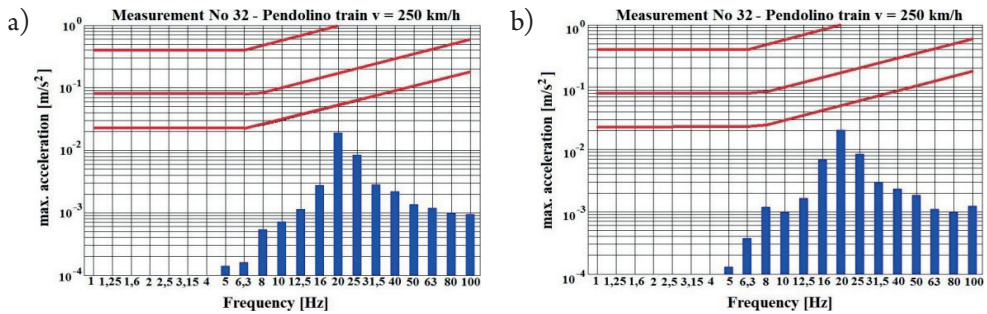 a)
Measurement No 32 - Pendolino train v = 250 km/h
max. acceleration [m/s²]
10⁰
10⁻¹
10⁻²
10⁻³
10⁻⁴
1 1,25 1,6 2 2,5 3,15 4 5 6,3 8 10 12,5 16 20 25 31,5 40 50 63 80 100
Frequency [Hz]
b)
Measurement No 32 - Pendolino train v = 250 km/h
max. acceleration [m/s²]
10⁰
10⁻¹
10⁻²
10⁻³
10⁻⁴
1 1,25 1,6 2 2,5 3,15 4 5 6,3 8 10 12,5 16 20 25 31,5 40 50 63 80 100
Frequency [Hz]